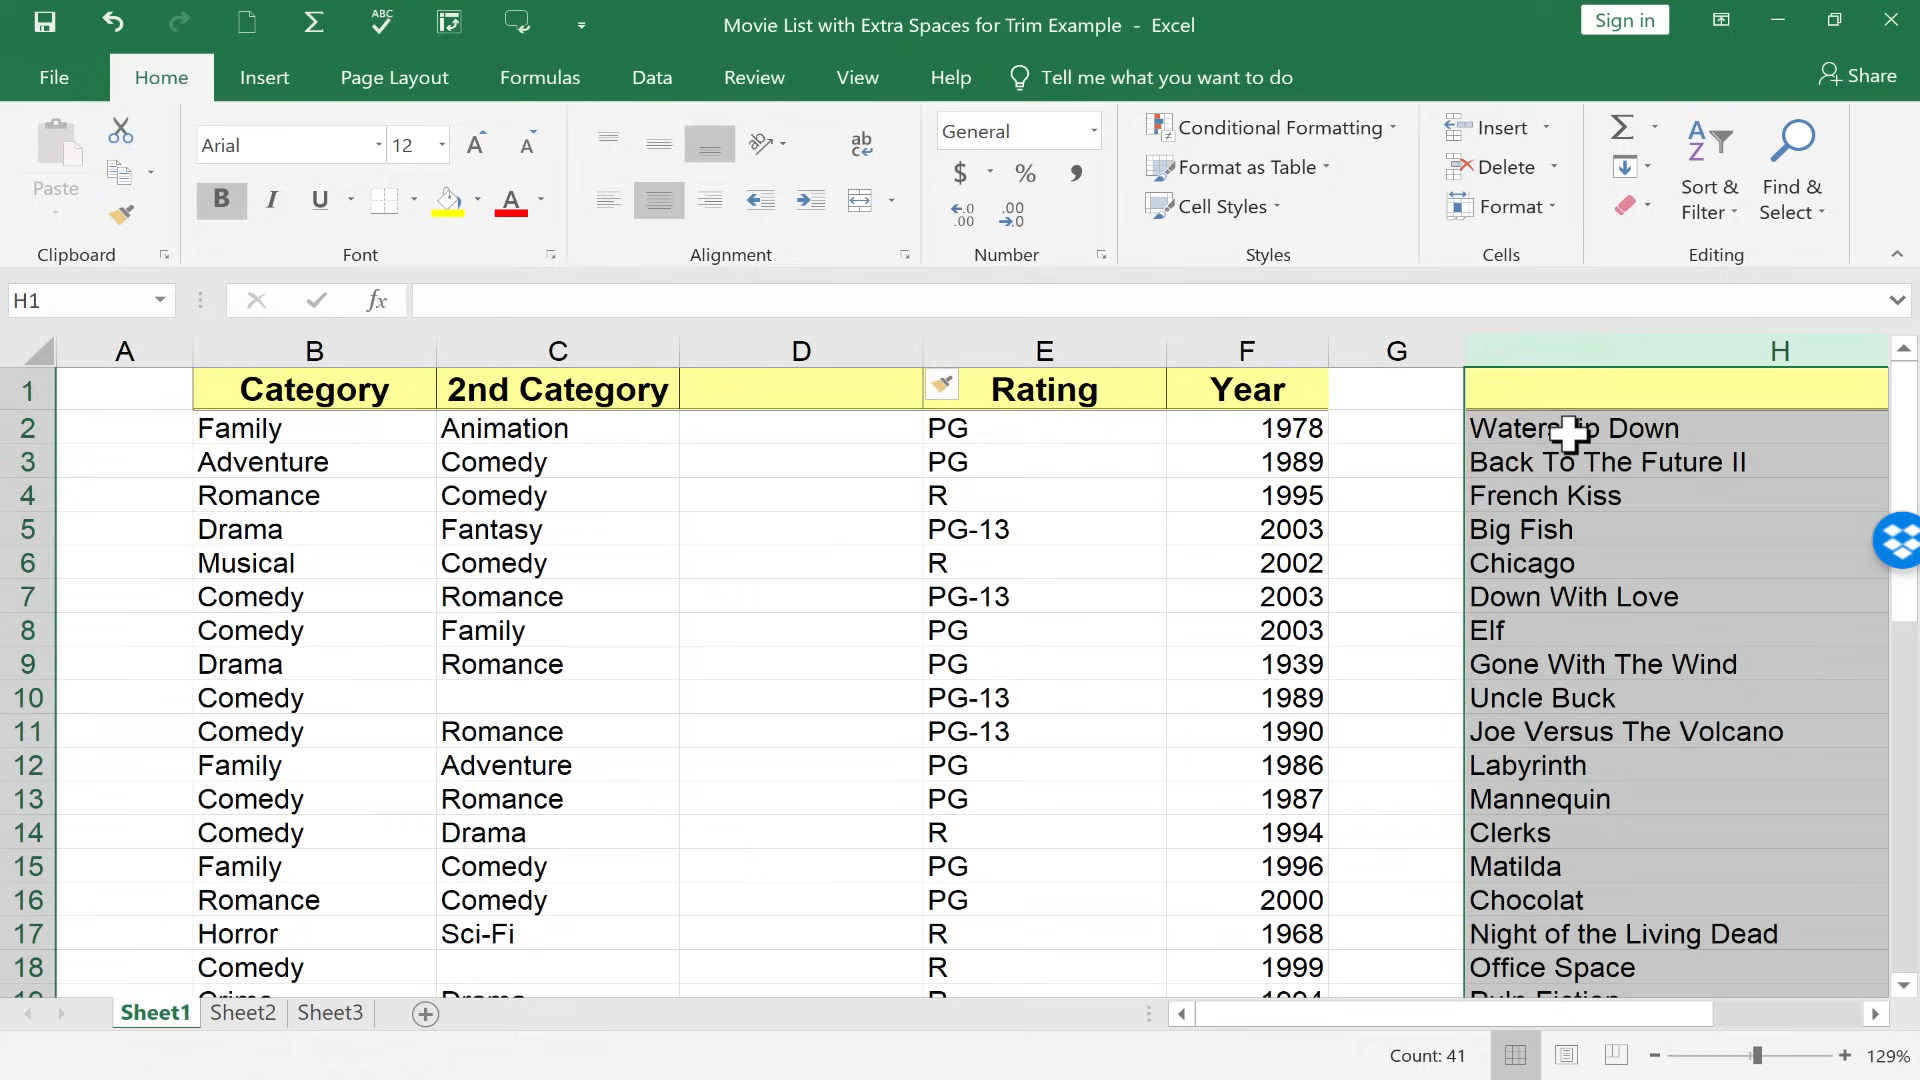 Movie List with Extra Spaces for Trim Example - Excel
Sign in
File Home Insert Page Layout Formulas Data Review View Help Tell me what you want to do
Share
Paste
Clipboard
Arial 12
B I U A
Font
ab
Alignment
General
$ % ,
Number
Conditional Formatting
Format as Table
Cell Styles
Styles
Insert
Delete
Format
Cells
Sort & Filter
Find & Select
Editing
H1 fx
A B C D E F G H
1 Category 2nd Category Rating Year
2 Family Animation PG 1978 Down
3 Adventure Comedy PG 1989 Back To The Future II
4 Romance Comedy R 1995 French Kiss
5 Drama Fantasy PG-13 2003 Big Fish
6 Musical Comedy R 2002 Chicago
7 Comedy Romance PG-13 2003 Down With Love
8 Comedy Family PG 2003 Elf
9 Drama Romance PG 1939 Gone With The Wind
10 Comedy PG-13 1989 Uncle Buck
11 Comedy Romance PG-13 1990 Joe Versus The Volcano
12 Family Adventure PG 1986 Labyrinth
13 Comedy Romance PG 1987 Mannequin
14 Comedy Drama R 1994 Clerks
15 Family Comedy PG 1996 Matilda
16 Romance Comedy PG 2000 Chocolat
17 Horror Sci-Fi R 1968 Night of the Living Dead
18 Comedy R 1999 Office Space
19 Crime Drama R 1994 Pulp Fiction
Sheet1 Sheet2 Sheet3
Count: 41 129%